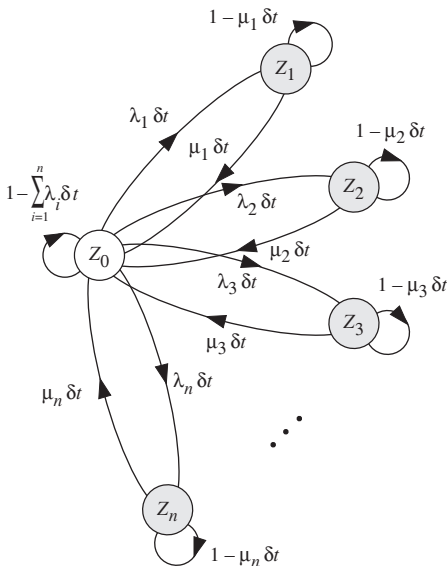 1 – μ₁ δt
Z₁
λ₁ δt
μ₁ δt
1 – μ₂ δt
1 – ∑ᵢ₌₁ⁿ λᵢ δt
λ₂ δt
Z₂
Z₀
μ₂ δt
λ₃ δt
1 – μ₃ δt
Z₃
μ₃ δt
μₙ δt
λₙ δt
Zₙ
1 – μₙ δt